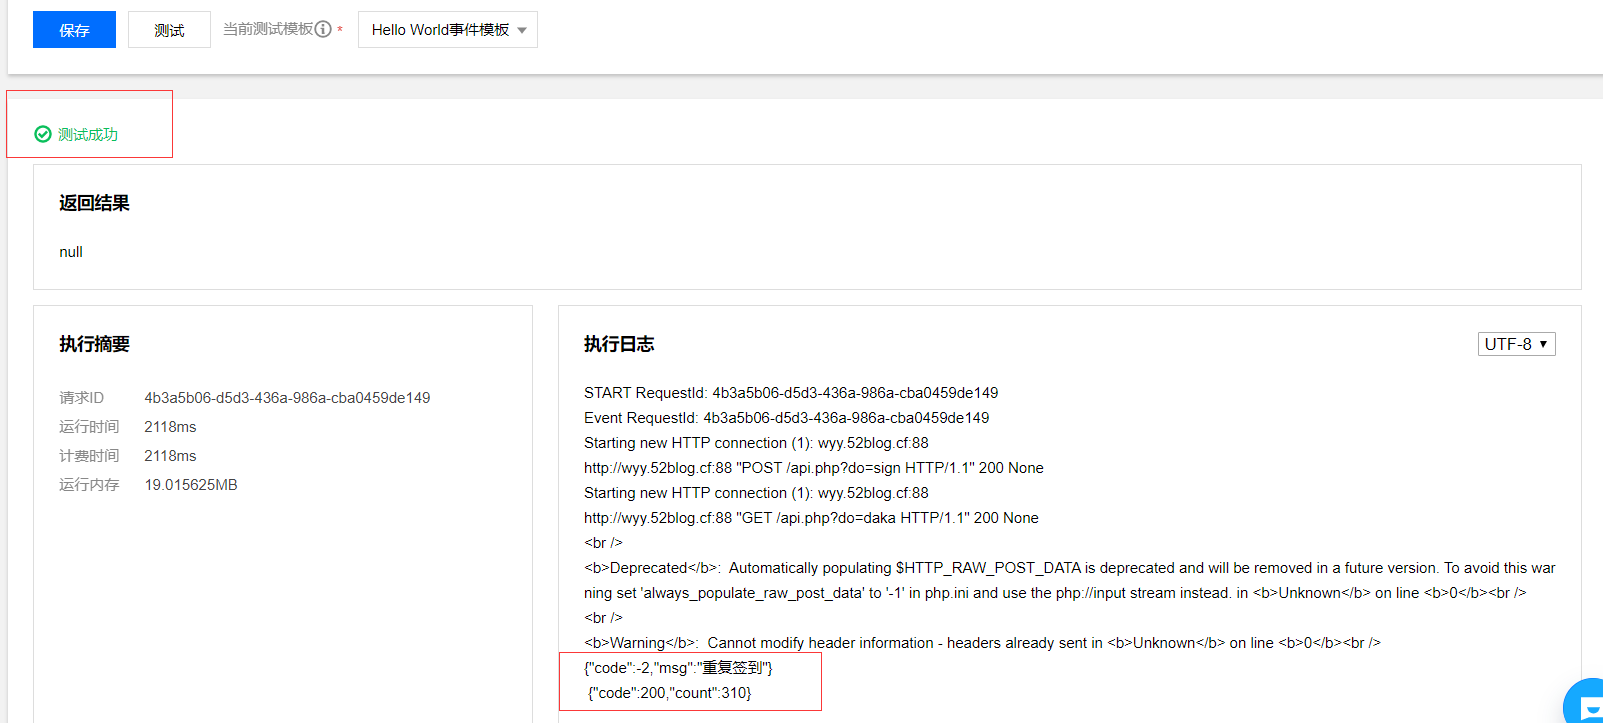 保存 测试 当前测试模板 * Hello World事件模板
测试成功
返回结果
null
执行摘要
请求ID 4b3a5b06-d5d3-436a-986a-cba0459de149
运行时间 2118ms
计费时间 2118ms
运行内存 19.015625MB
执行日志 UTF-8
START RequestId: 4b3a5b06-d5d3-436a-986a-cba0459de149
Event RequestId: 4b3a5b06-d5d3-436a-986a-cba0459de149
Starting new HTTP connection (1): wyy.52blog.cf:88
http://wyy.52blog.cf:88 "POST /api.php?do=sign HTTP/1.1" 200 None
Starting new HTTP connection (1): wyy.52blog.cf:88
http://wyy.52blog.cf:88 "GET /api.php?do=daka HTTP/1.1" 200 None
<br />
<b>Deprecated</b>:  Automatically populating $HTTP_RAW_POST_DATA is deprecated and will be removed in a future version. To avoid this war
ning set 'always_populate_raw_post_data' to '-1' in php.ini and use the php://input stream instead. in <b>Unknown</b> on line <b>0</b><br />
<br />
<b>Warning</b>:  Cannot modify header information - headers already sent in <b>Unknown</b> on line <b>0</b><br />
{"code":-2,"msg":"重复签到"}
{"code":200,"count":310}